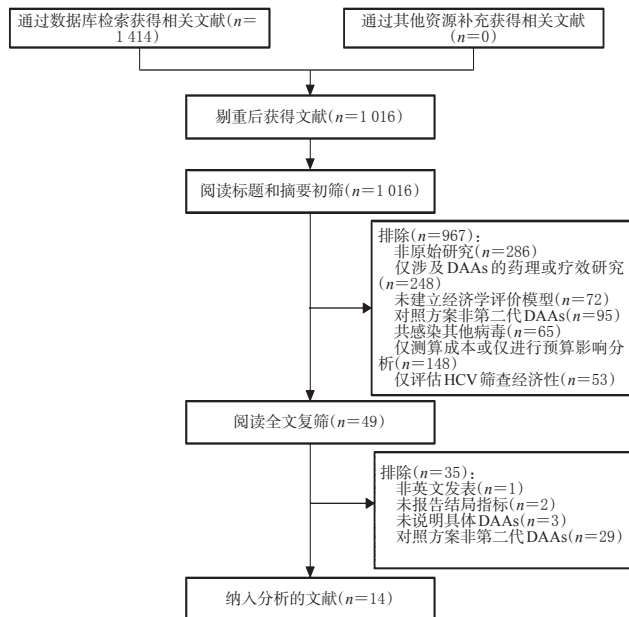 通过数据库检索获得相关文献(n=
1 414)
通过其他资源补充获得相关文献
(n=0)
剔重后获得文献(n=1 016)
阅读标题和摘要初筛(n=1 016)
排除(n=967):
非原始研究(n=286)
仅涉及DAAs的药理或疗效研究
(n=248)
未建立经济学评价模型(n=72)
对照方案非第二代DAAs(n=95)
共感染其他病毒(n=65)
仅测算成本或仅进行预算影响分
析(n=148)
仅评估HCV筛查经济性(n=53)
阅读全文复筛(n=49)
排除(n=35):
非英文发表(n=1)
未报告结局指标(n=2)
未说明具体DAAs(n=3)
对照方案非第二代DAAs(n=29)
纳入分析的文献(n=14)